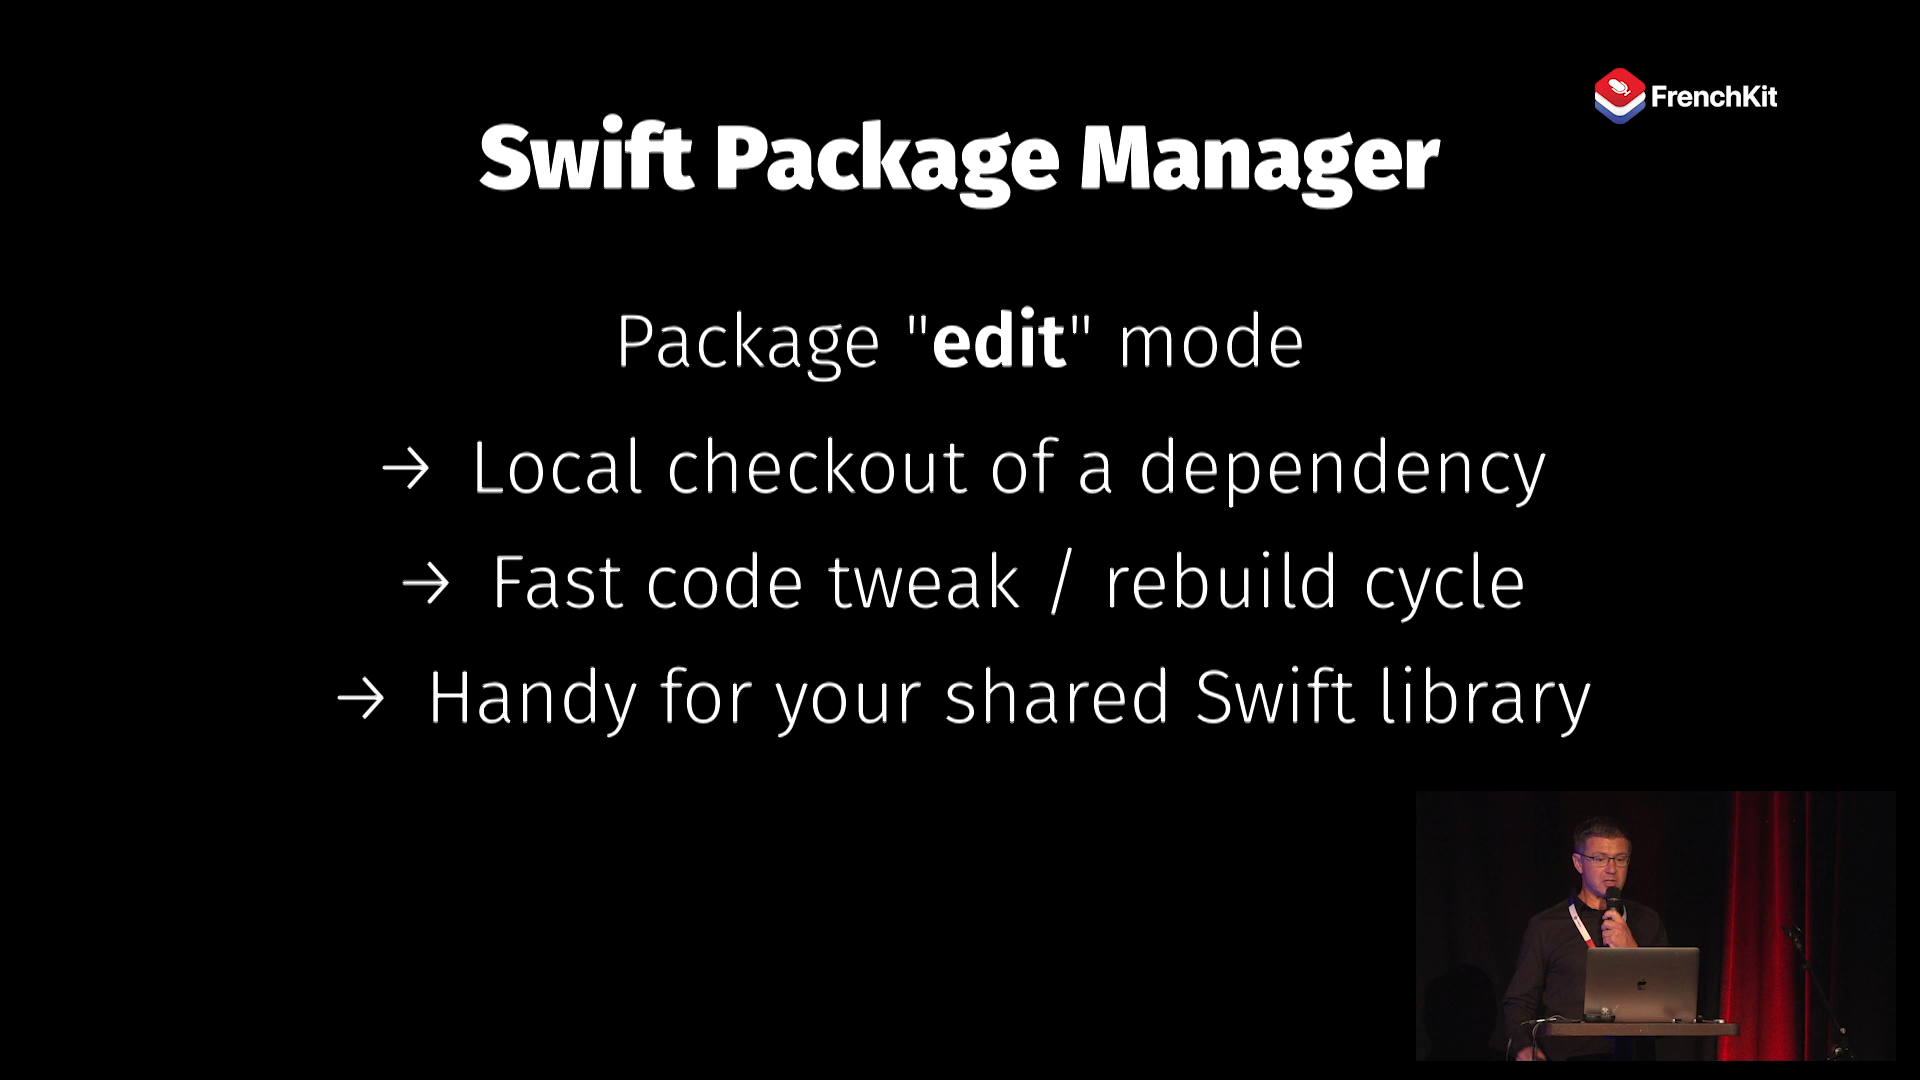 FrenchKit
Swift Package Manager
Package "edit" mode
→ Local checkout of a dependency
→ Fast code tweak / rebuild cycle
→ Handy for your shared Swift library